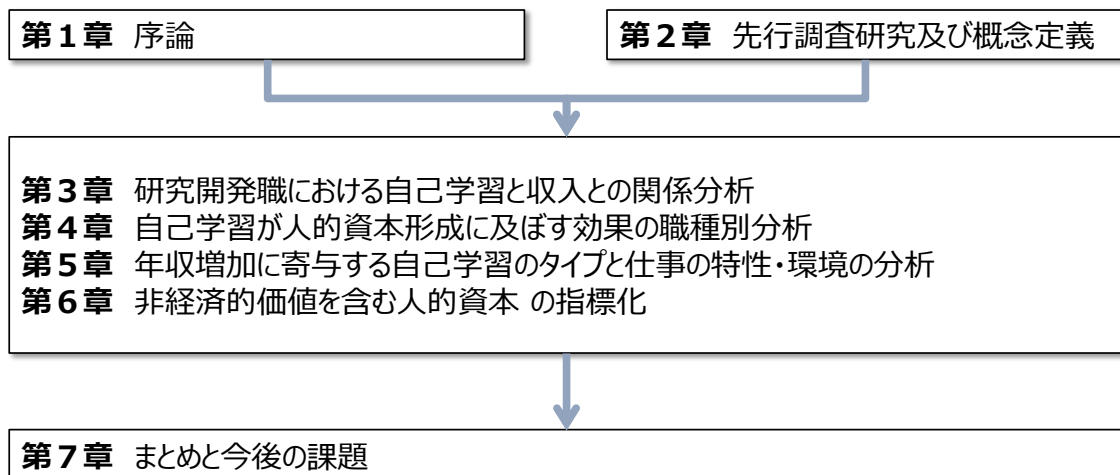 第１章 序論
第２章 先行調査研究及び概念定義
第３章 研究開発職における自己学習と収入との関係分析
第４章 自己学習が人的資本形成に及ぼす効果の職種別分析
第５章 年収増加に寄与する自己学習のタイプと仕事の特性・環境の分析
第６章 非経済的価値を含む人的資本 の指標化
第７章 まとめと今後の課題